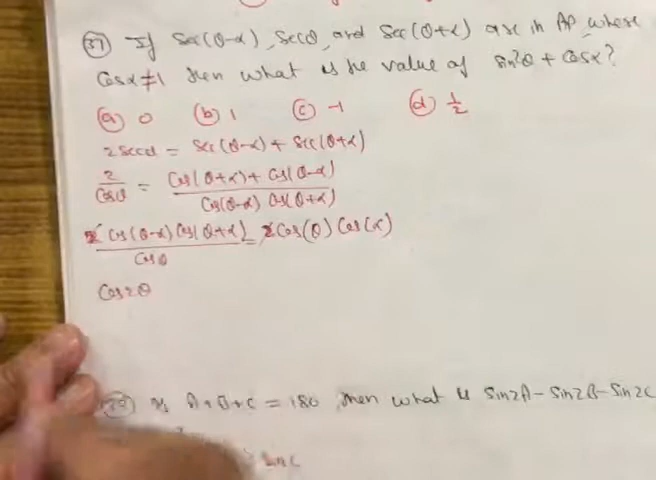 37 If Sec(θ-α), Secθ, and Sec(θ+α) are in AP, where
Cosα≠1 then what is the value of sin²θ + Cosα?
(a) 0 (b) 1 (c) -1 (d) 1/2
2secθ = Sec(θ-α) + Sec(θ+α)
2/Cosθ = Cos(θ+α) + Cos(θ-α) / Cos(θ-α) Cos(θ+α)
2 Cos(θ-α) Cos(θ+α) / Cosθ = 2Cos(θ) Cos(α)
Cos2θ
A+B+C = 180 then what is Sin2A - Sin2B - Sin2C